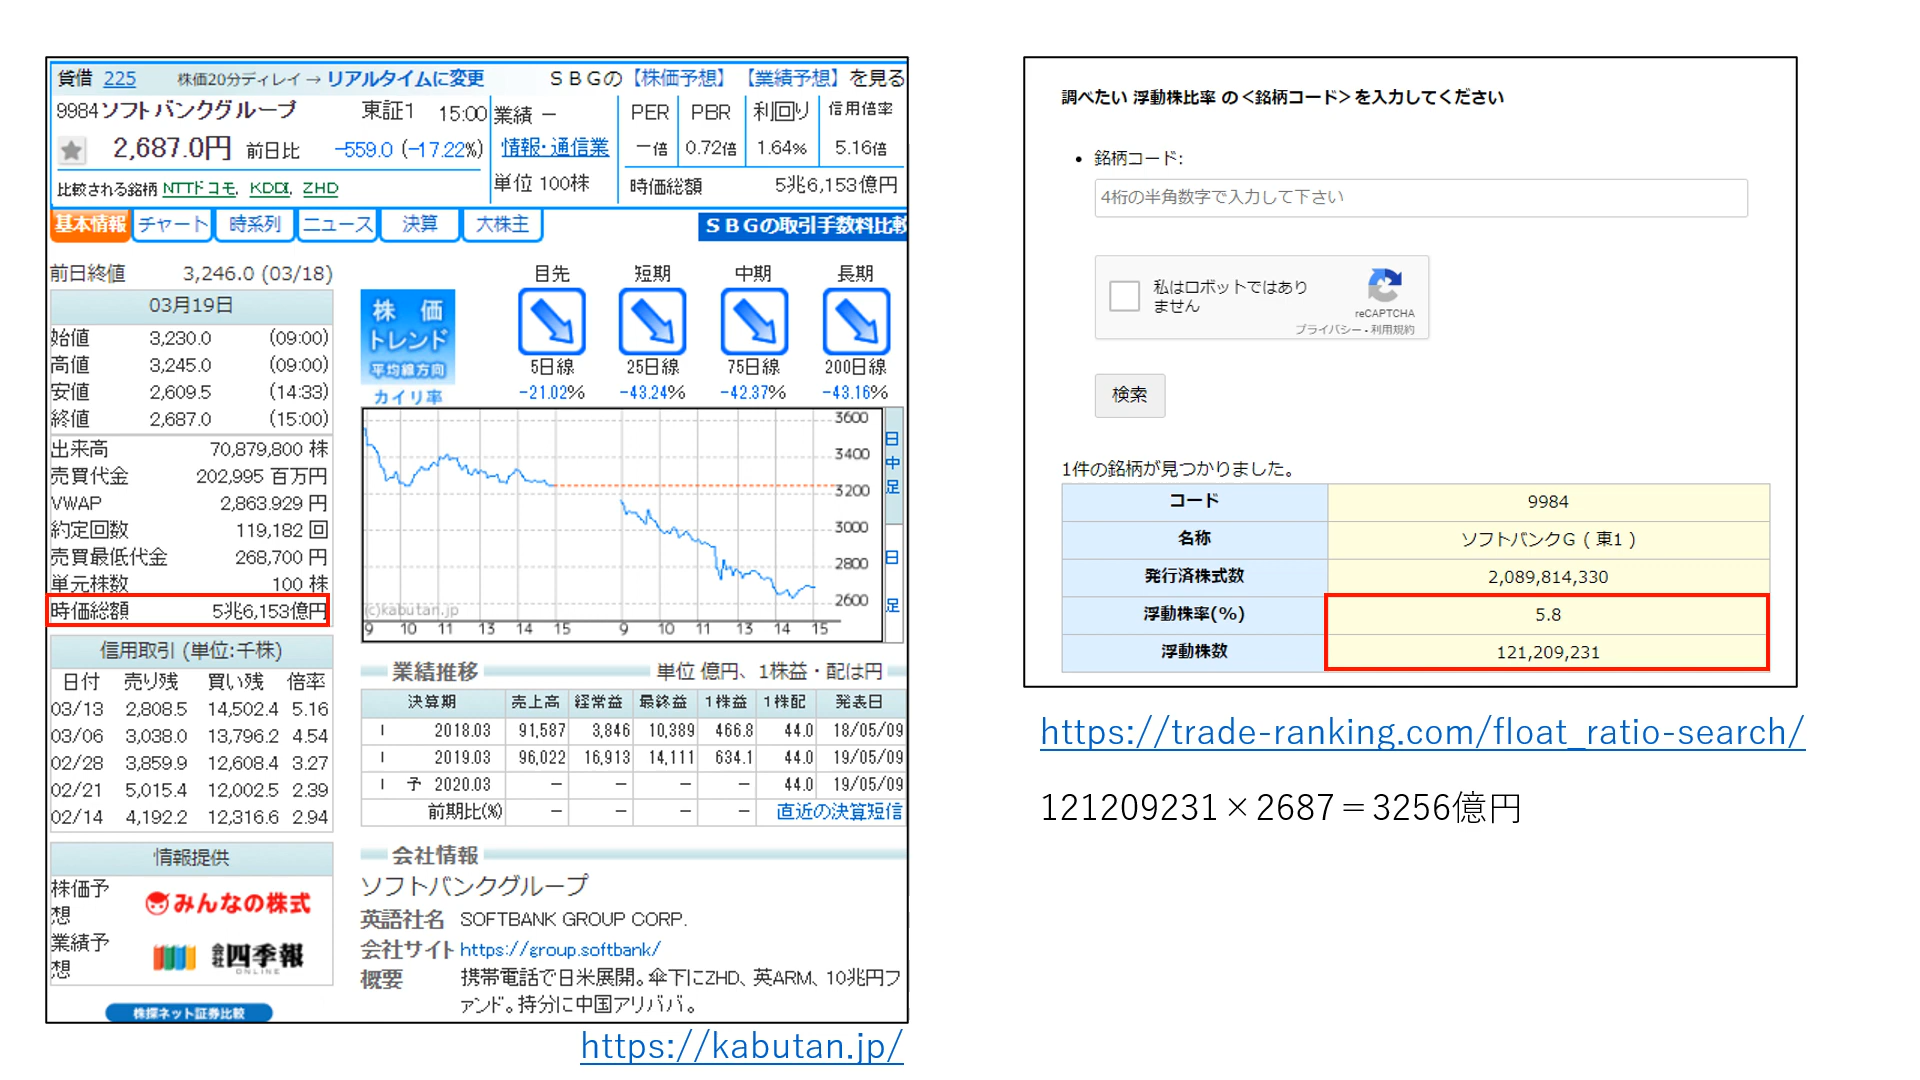 貸借 225 株価20分ディレイ → リアルタイムに変更 SBGの【株価予想】【業績予想】を見る
9984 ソフトバンクグループ 東証1 15:00
2,687.0円 前日比 -559.0 (-17.22%)
比較される銘柄 NTTドコモ, KDDI, ZHD
業績 －
情報・通信業
単位 100株
PER PBR 利回り 信用倍率
－倍 0.72倍 1.64% 5.16倍
時価総額 5兆6,153億円
基本情報 チャート 時系列 ニュース 決算 大株主 SBGの取引手数料比較
前日終値 3,246.0 (03/18)
03月19日
始値 3,230.0 (09:00)
高値 3,245.0 (09:00)
安値 2,609.5 (14:33)
終値 2,687.0 (15:00)
出来高 70,879,800 株
売買代金 202,995 百万円
VWAP 2,863.929 円
約定回数 119,182 回
売買最低代金 268,700 円
単元株数 100 株
時価総額 5兆6,153億円
信用取引 (単位:千株)
日付 売り残 買い残 倍率
03/13 2,808.5 14,502.4 5.16
03/06 3,038.0 13,796.2 4.54
02/28 3,859.9 12,608.4 3.27
02/21 5,015.4 12,002.5 2.39
02/14 4,192.2 12,316.6 2.94
情報提供
株価予想 みんなの株式
業績予想 会社四季報 ONLINE
株探ネット証券比較
株価トレンド 平均線方向
カイリ率
目先 短期 中期 長期
5日線 25日線 75日線 200日線
-21.02% -43.24% -42.37% -43.16%
3600
3400
3200
3000
2800
2600
(c)kabutan.jp
9 10 11 13 14 15 9 10 11 13 14 15
日中足
日足
業績推移 単位 億円、1株益・配は円
決算期 売上高 経常益 最終益 1株益 1株配 発表日
I 2018.03 91,587 3,846 10,389 466.8 44.0 18/05/09
I 2019.03 96,022 16,913 14,111 634.1 44.0 19/05/09
I 予 2020.03 － － － － 44.0 19/05/09
前期比(%) － － － － 直近の決算短信
会社情報
ソフトバンクグループ
英語社名 SOFTBANK GROUP CORP.
会社サイト https://group.softbank/
概要 携帯電話で日米展開。傘下にZHD、英ARM、10兆円フ
ァンド。持分に中国アリババ。
https://kabutan.jp/
調べたい 浮動株比率 の＜銘柄コード＞を入力してください
• 銘柄コード:
4桁の半角数字で入力して下さい
私はロボットではあり
ません
reCAPTCHA
プライバシー - 利用規約
検索
1件の銘柄が見つかりました。
コード 9984
名称 ソフトバンクG ( 東1 )
発行済株式数 2,089,814,330
浮動株率(%) 5.8
浮動株数 121,209,231
https://trade-ranking.com/float_ratio-search/
121209231×2687＝3256億円